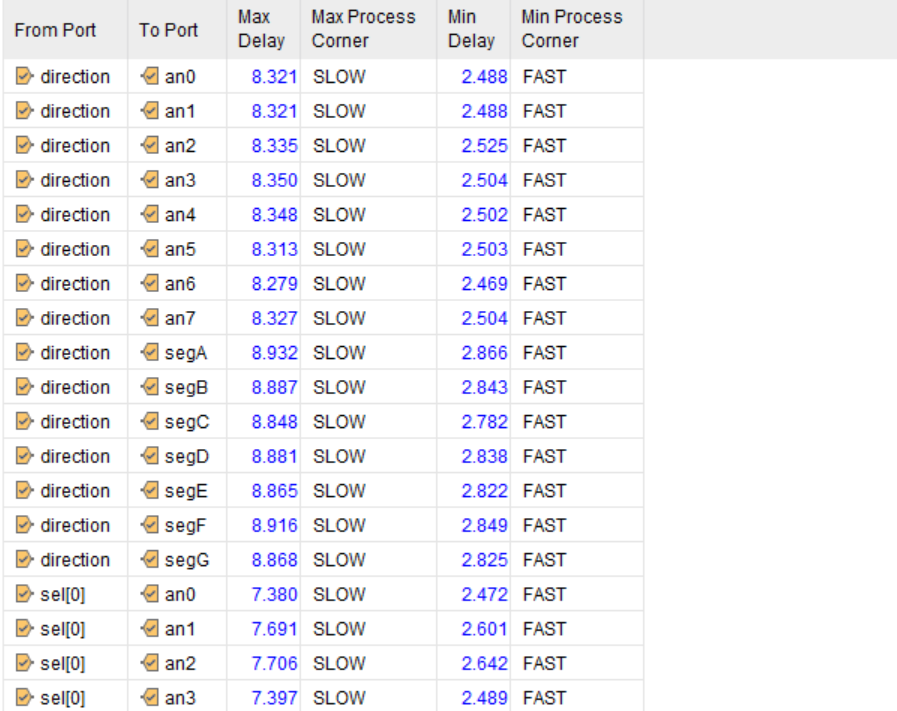 From Port To Port Max Delay Max Process Corner Min Delay Min Process Corner
direction an0 8.321 SLOW 2.488 FAST
direction an1 8.321 SLOW 2.488 FAST
direction an2 8.335 SLOW 2.525 FAST
direction an3 8.350 SLOW 2.504 FAST
direction an4 8.348 SLOW 2.502 FAST
direction an5 8.313 SLOW 2.503 FAST
direction an6 8.279 SLOW 2.469 FAST
direction an7 8.327 SLOW 2.504 FAST
direction segA 8.932 SLOW 2.866 FAST
direction segB 8.887 SLOW 2.843 FAST
direction segC 8.848 SLOW 2.782 FAST
direction segD 8.881 SLOW 2.838 FAST
direction segE 8.865 SLOW 2.822 FAST
direction segF 8.916 SLOW 2.849 FAST
direction segG 8.868 SLOW 2.825 FAST
sel[0] an0 7.380 SLOW 2.472 FAST
sel[0] an1 7.691 SLOW 2.601 FAST
sel[0] an2 7.706 SLOW 2.642 FAST
sel[0] an3 7.397 SLOW 2.489 FAST